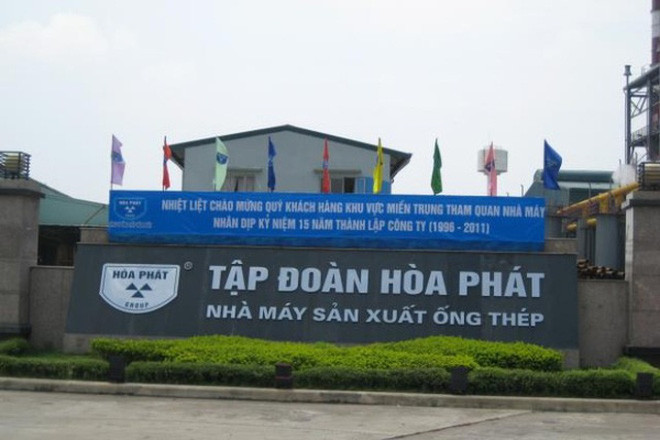 NHIỆT LIỆT CHÀO MỪNG QUÝ KHÁCH HÀNG KHU VỰC MIỀN TRUNG THAM QUAN NHÀ MÁY
NHÂN DỊP KỶ NIỆM 15 NĂM THÀNH LẬP CÔNG TY (1996 - 2011)
HÒA PHÁT
GROUP
®
TẬP ĐOÀN HÒA PHÁT
NHÀ MÁY SẢN XUẤT ỐNG THÉP